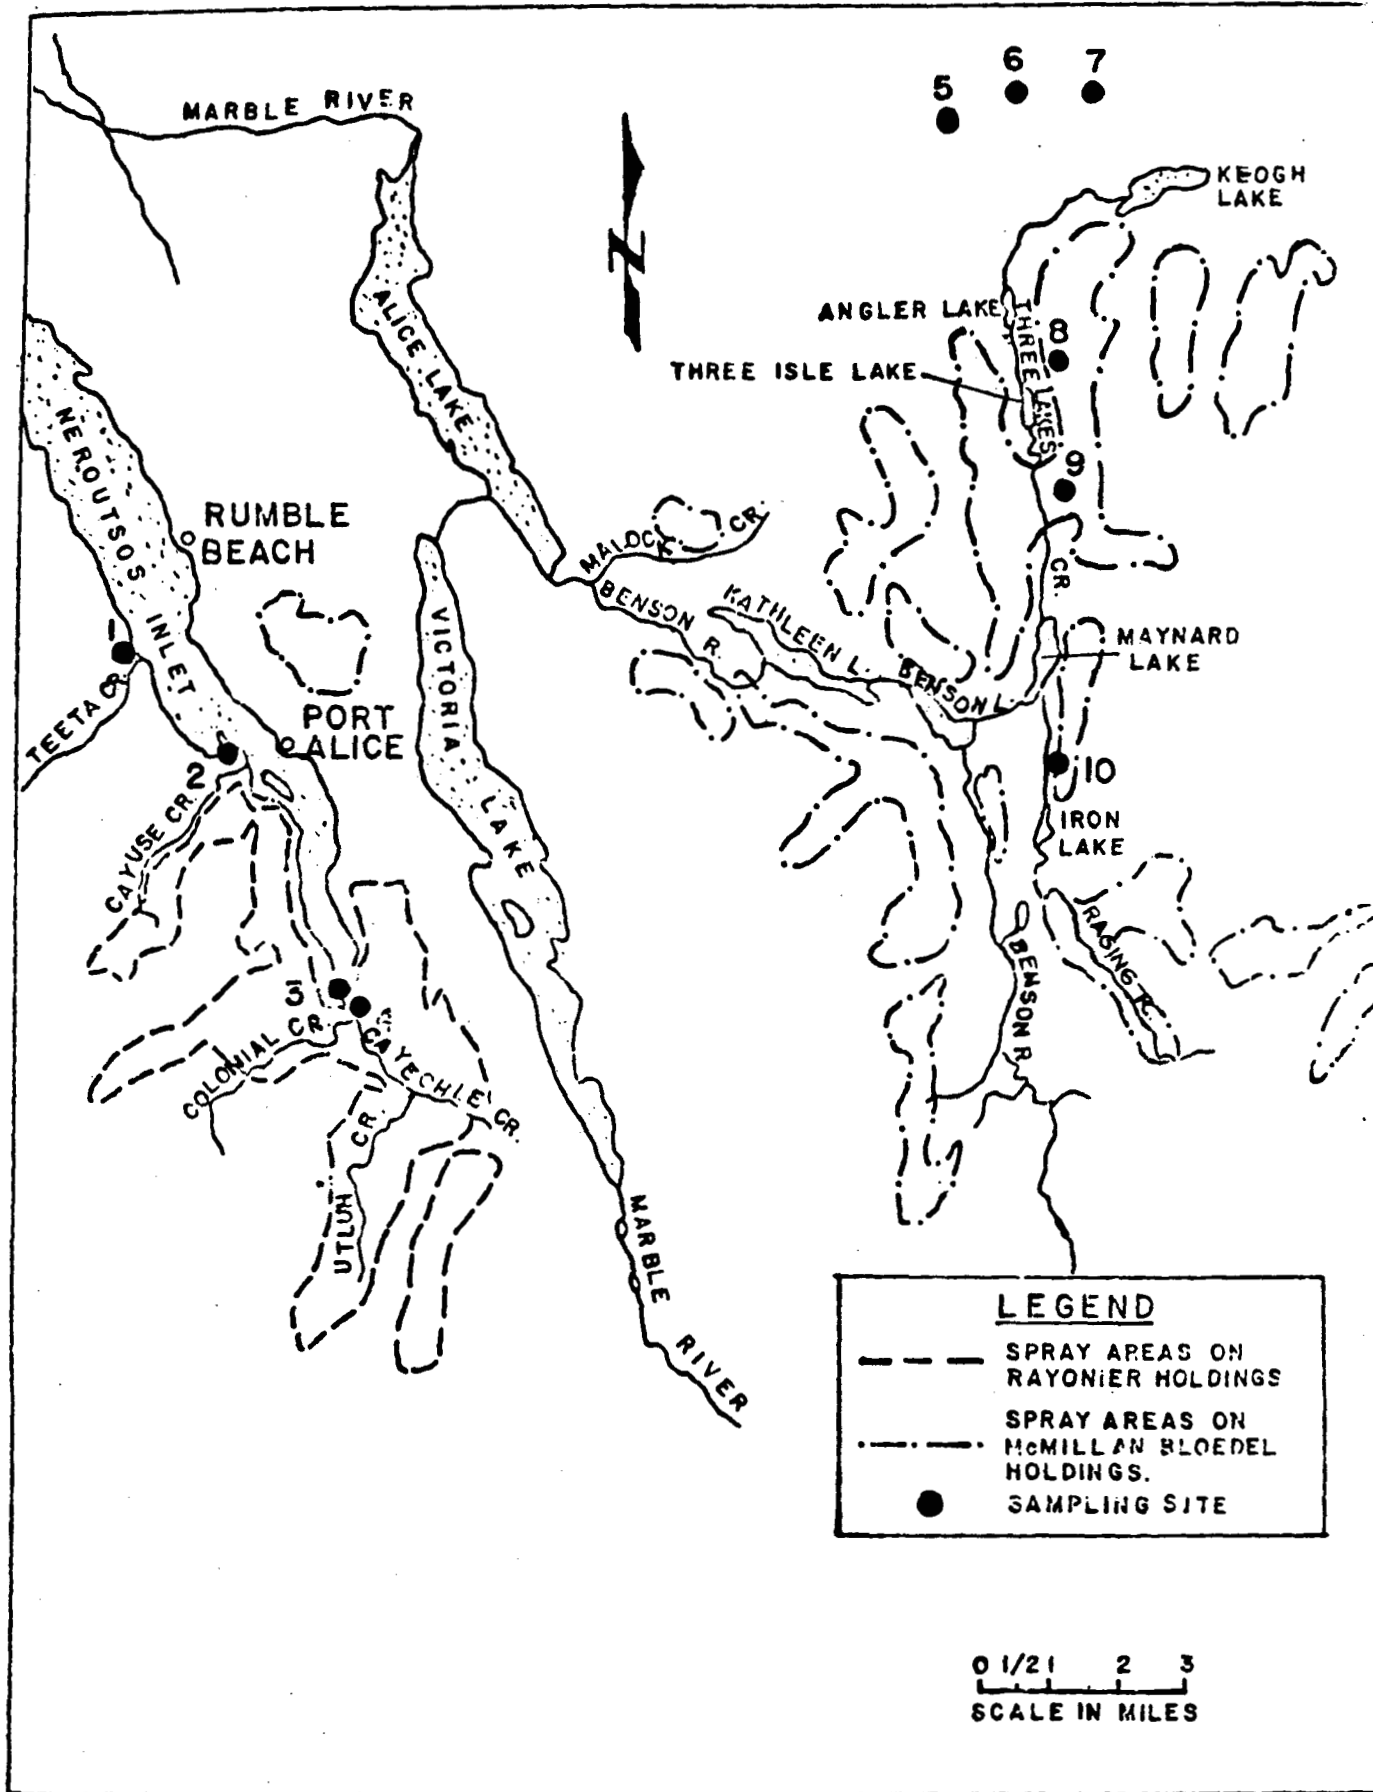 MARBLE RIVER
5
6
7
KEOGH
LAKE
N
ALICE LAKE
ANGLER LAKE
THREE LAKES
8
THREE ISLE LAKE
NEROUTSOS INLET
RUMBLE
BEACH
9
CR.
MALOCK CR.
BENSON R.
KATHLEEN L.
BENSON L.
MAYNARD
LAKE
1
TEETA CR.
VICTORIA LAKE
PORT
ALICE
2
CAYUSE CR.
10
IRON
LAKE
RAGING R.
BENSON R.
3
COLONIAL CR.
CAYEGHLE CR.
UTLUH CR.
MARBLE RIVER
LEGEND
SPRAY AREAS ON
RAYONIER HOLDINGS
SPRAY AREAS ON
McMILLAN BLOEDEL
HOLDINGS.
SAMPLING SITE
0 1/2 1 2 3
SCALE IN MILES